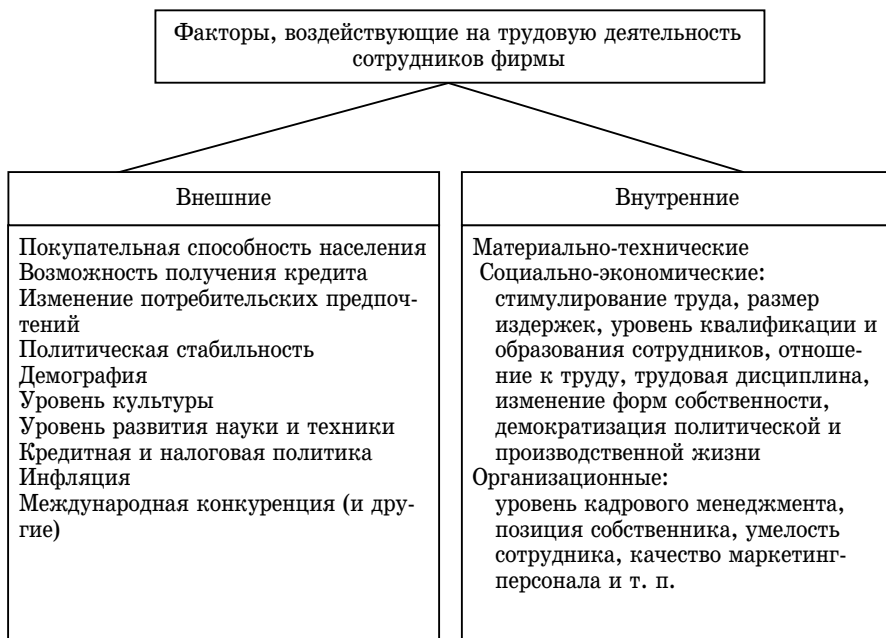 Факторы, воздействующие на трудовую деятельность
сотрудников фирмы
Внешние
Покупательная способность населения
Возможность получения кредита
Изменение потребительских предпоч-
тений
Политическая стабильность
Демография
Уровень культуры
Уровень развития науки и техники
Кредитная и налоговая политика
Инфляция
Международная конкуренция (и дру-
гие)
Внутренние
Материально-технические
Социально-экономические:
стимулирование труда, размер
издержек, уровень квалификации и
образования сотрудников, отноше-
ние к труду, трудовая дисциплина,
изменение форм собственности,
демократизация политической и
производственной жизни
Организационные:
уровень кадрового менеджмента,
позиция собственника, умелость
сотрудника, качество маркетинг-
персонала и т. п.